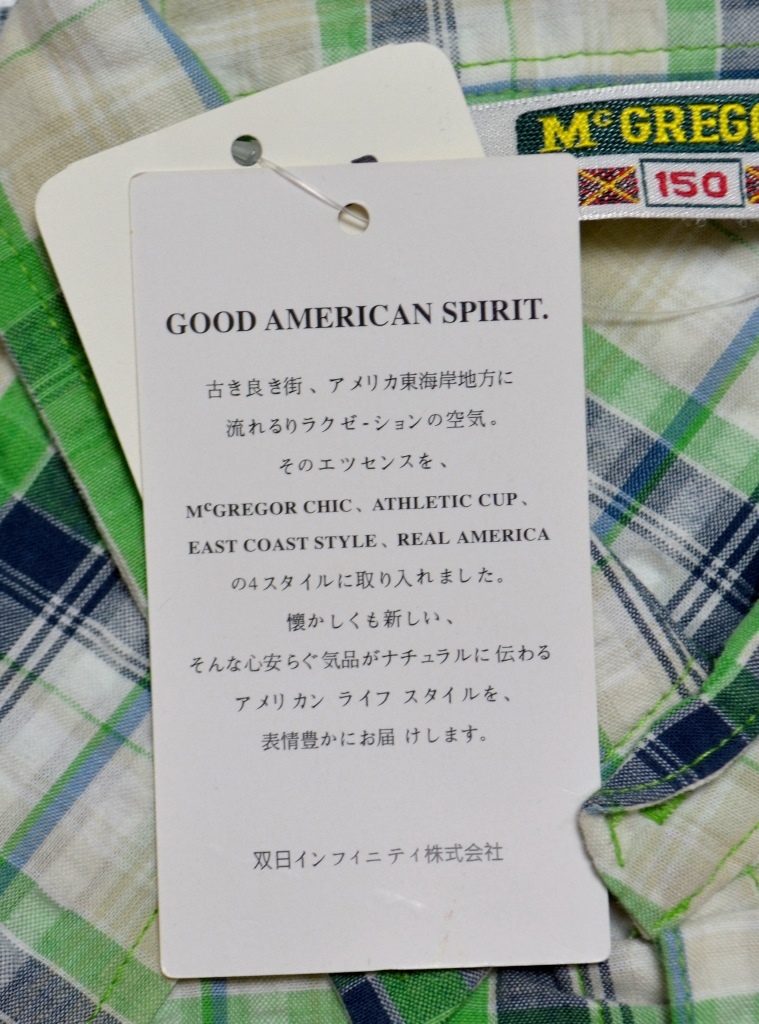 McGREGO
150
GOOD AMERICAN SPIRIT.
古き良き街、アメリカ東海岸地方に
流れるりラクゼ-ションの空気。
そのエツセンスを、
McGREGOR CHIC、ATHLETIC CUP、
EAST COAST STYLE、REAL AMERICA
の4スタイルに取り入れました。
懐かしくも新しい、
そんな心安らぐ気品がナチュラルに伝わる
アメリカン ライフ スタイルを、
表情豊かにお届 けします。
双日インフィニティ株式会社